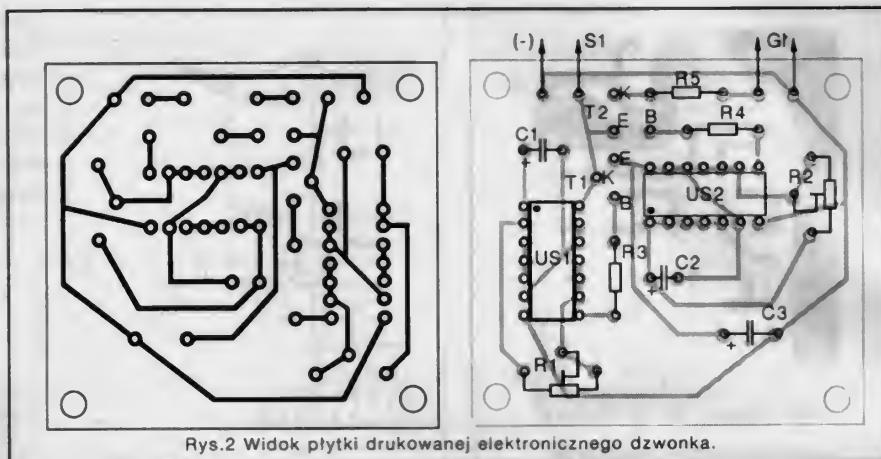 (-) S1 Gł
K R5
T2
E B R4
C1
+
E
T1 K
US2
R2
B
US1
R3
C2
+
C3
+
R1
Rys.2 Widok płytki drukowanej elektronicznego dzwonka.